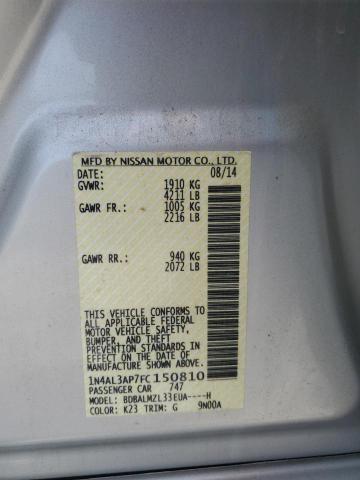 MFD BY NISSAN MOTOR CO., LTD.
DATE: 08/14
GVWR: 1910 KG
4211 LB
GAWR FR.: 1005 KG
2216 LB
GAWR RR.: 940 KG
2072 LB
THIS VEHICLE CONFORMS TO
ALL APPLICABLE FEDERAL
MOTOR VEHICLE SAFETY,
BUMPER, AND THEFT
PREVENTION STANDARDS
IN EFFECT ON THE DATE OF
MANUFACTURE SHOWN ABOVE.
1N4AL3AP7FC150810
PASSENGER CAR 747
MODEL: BDBALMZL33EUA----H
COLOR: K23 TRIM: G 9N00A